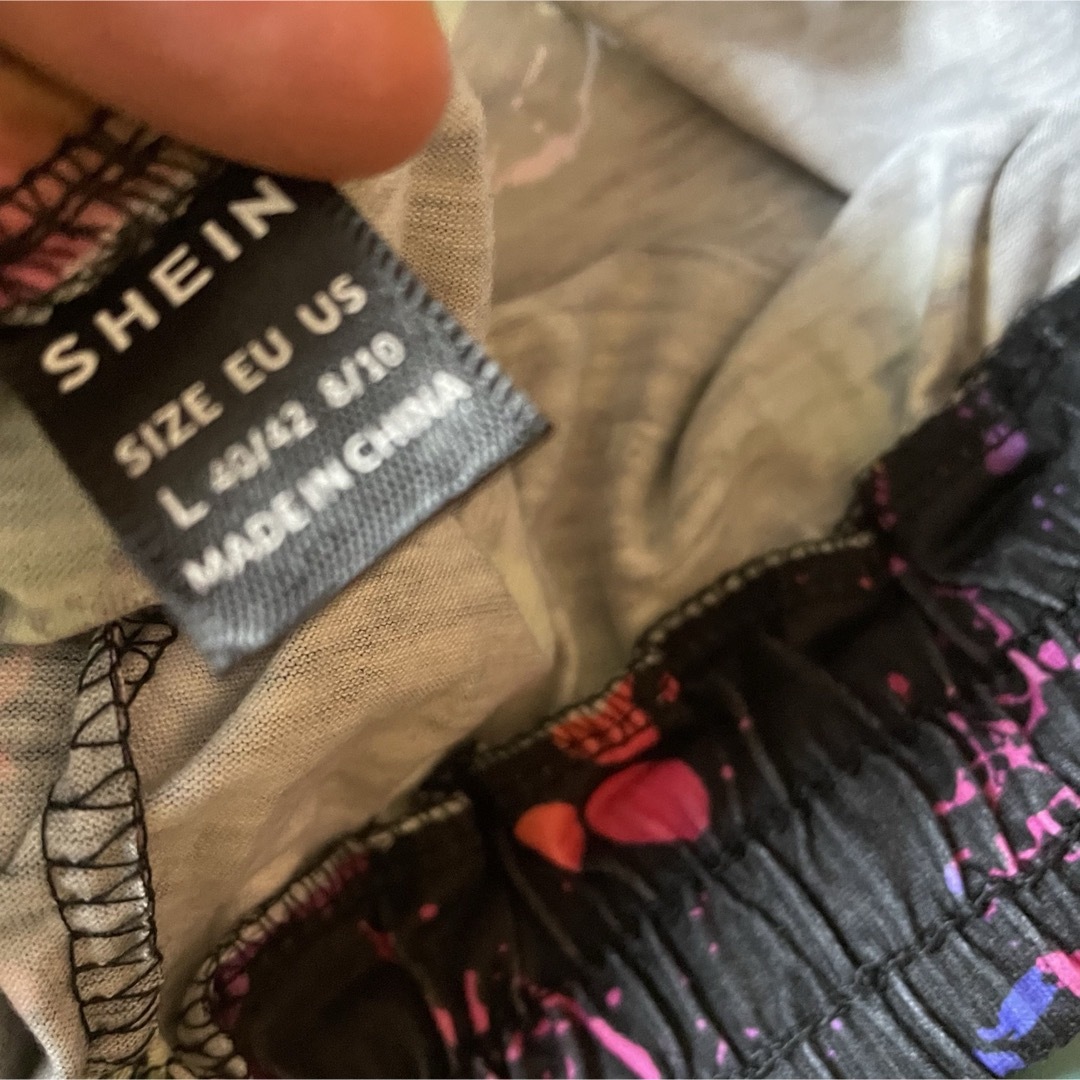 SHEIN
SIZE EU US
L 40/42 8/10
MADE IN CHINA